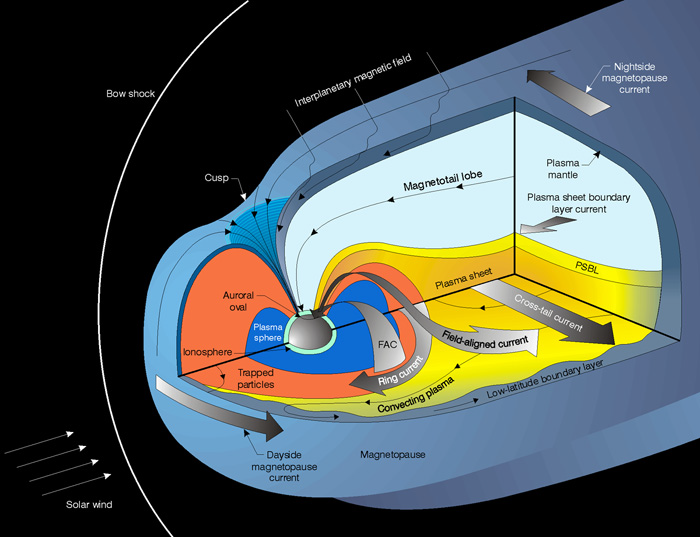 Nightside
magnetopause
current
Interplanetary magnetic field
Bow shock
Plasma
mantle
Cusp
Magnetotail lobe
Plasma sheet boundary
layer current
PSBL
Plasma sheet
Auroral
oval
Cross-tail current
Plasma
sphere
Field-aligned current
FAC
Ionosphere
Ring current
Trapped
particles
Convecting plasma
Low-latitude boundary layer
Dayside
magnetopause
current
Magnetopause
Solar wind